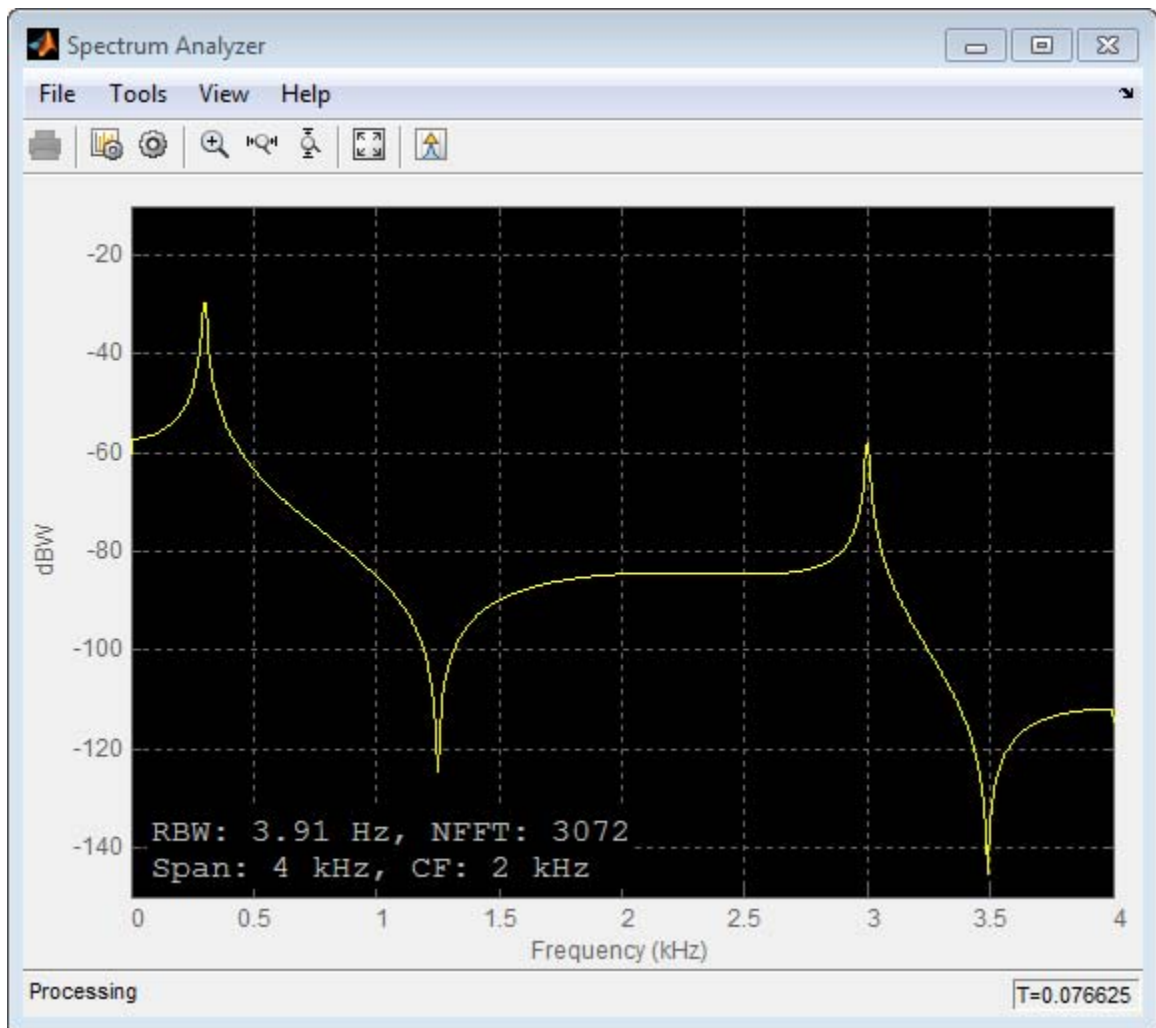 Spectrum Analyzer
File Tools View Help
-20
-40
-60
-80
-100
-120
-140
dBW
RBW: 3.91 Hz, NFFT: 3072
Span: 4 kHz, CF: 2 kHz
0 0.5 1 1.5 2 2.5 3 3.5 4
Frequency (kHz)
Processing
T=0.076625